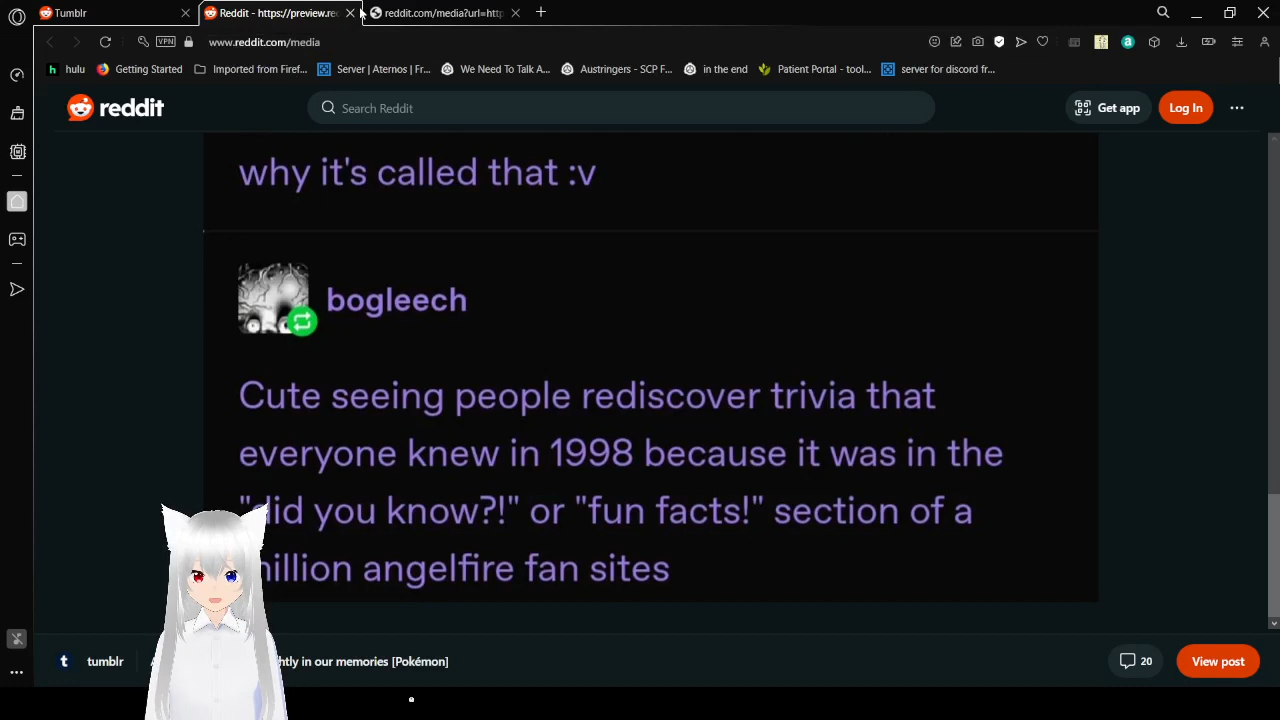 Tumblr
Reddit - https://preview.re
reddit.com/media?url=http
VPN
www.reddit.com/media
hulu
Getting Started
Imported from Firef...
Server | Aternos | Fr...
We Need To Talk A...
Austringers - SCP F...
in the end
Patient Portal - tool...
server for discord fr...
reddit
Search Reddit
Get app
Log In
why it's called that :v
bogleech
Cute seeing people rediscover trivia that
everyone knew in 1998 because it was in the
"did you know?!" or "fun facts!" section of a
million angelfire fan sites
tumblr
htly in our memories [Pokémon]
20
View post